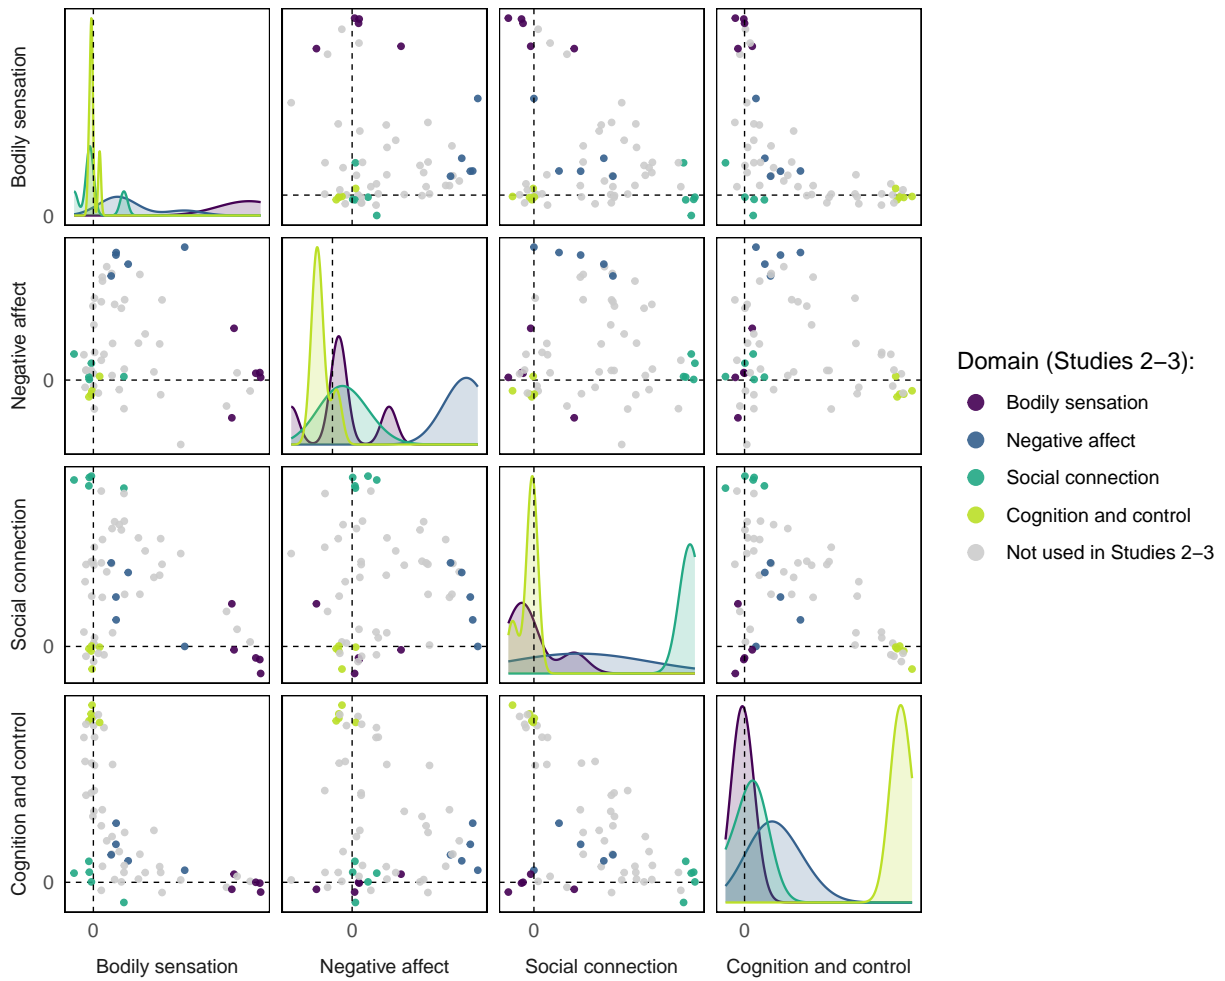 Bodily sensation
0
Negative affect
0
Social connection
0
Cognition and control
0
0
0
0
0
Bodily sensation
Negative affect
Social connection
Cognition and control
Domain (Studies 2–3):
Bodily sensation
Negative affect
Social connection
Cognition and control
Not used in Studies 2–3